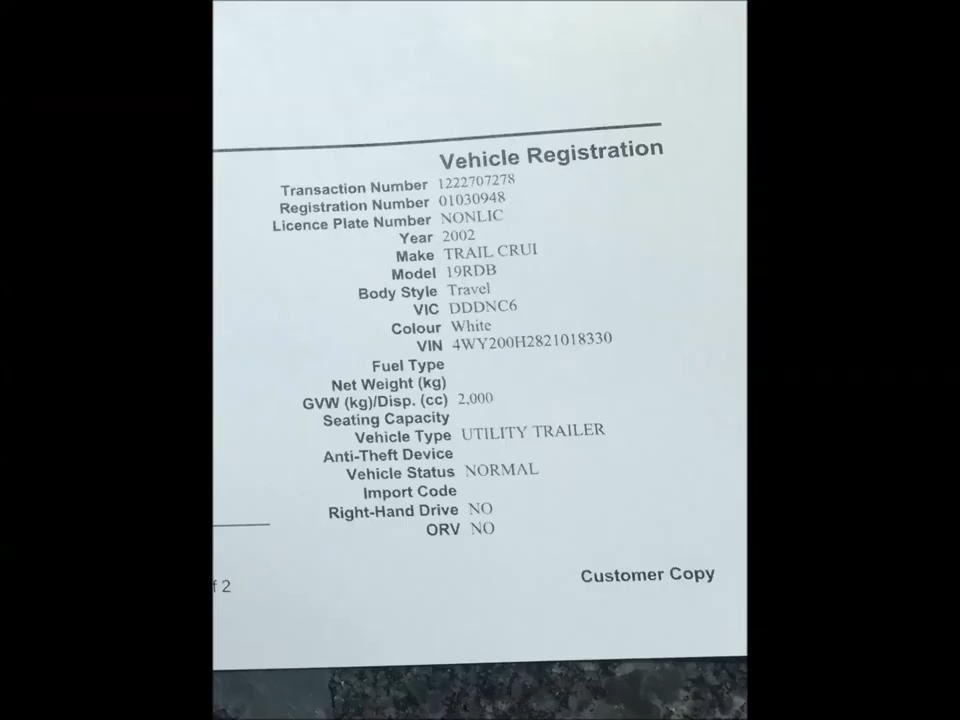 Vehicle Registration
Transaction Number 1222707278
Registration Number 01030948
Licence Plate Number NONLIC
Year 2002
Make TRAIL CRUI
Model 19RDB
Body Style Travel
VIC DDDNC6
Colour White
VIN 4WY200H2821018330
Fuel Type
Net Weight (kg)
GVW (kg)/Disp. (cc) 2,000
Seating Capacity
Vehicle Type UTILITY TRAILER
Anti-Theft Device
Vehicle Status NORMAL
Import Code
Right-Hand Drive NO
ORV NO
f 2
Customer Copy